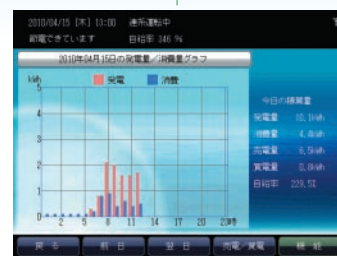 2010/04/15 [木] 13:00 連系運転中
節電できています 自給率 246 %
2010年04月15日の発電量／消費量グラフ
kWh 発電 消費
5
4
3
2
1
0
2 5 8 11 14 17 20 23時
今日の積算量
発電量 10.1kWh
消費量 4.4kWh
売電量 6.5kWh
買電量 0.8kWh
自給率 229.5%
戻る 前日 翌日 売電／買電 機能